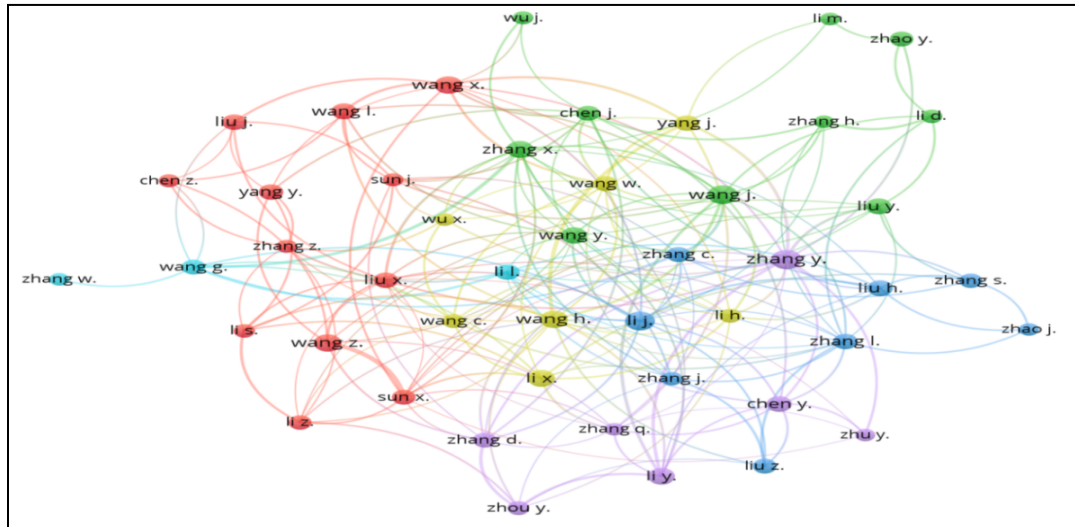 wu j.
li m.
zhao y.
wang x.
wang l.
chen j.
liu j.
yang j.
zhang h.
li d.
zhang x.
chen z.
sun j.
yang y.
wang w.
wang j.
liu y.
wu x.
wang y.
zhang z.
zhang c.
zhang y.
wang g.
zhang w.
li l.
liu x.
liu h.
zhang s.
wang c.
wang h.
li j.
li h.
zhao j.
li s.
wang z.
zhang l.
li x.
zhang j.
sun x.
chen y.
li z.
zhang d.
zhang q.
zhu y.
liu z.
li y.
zhou y.